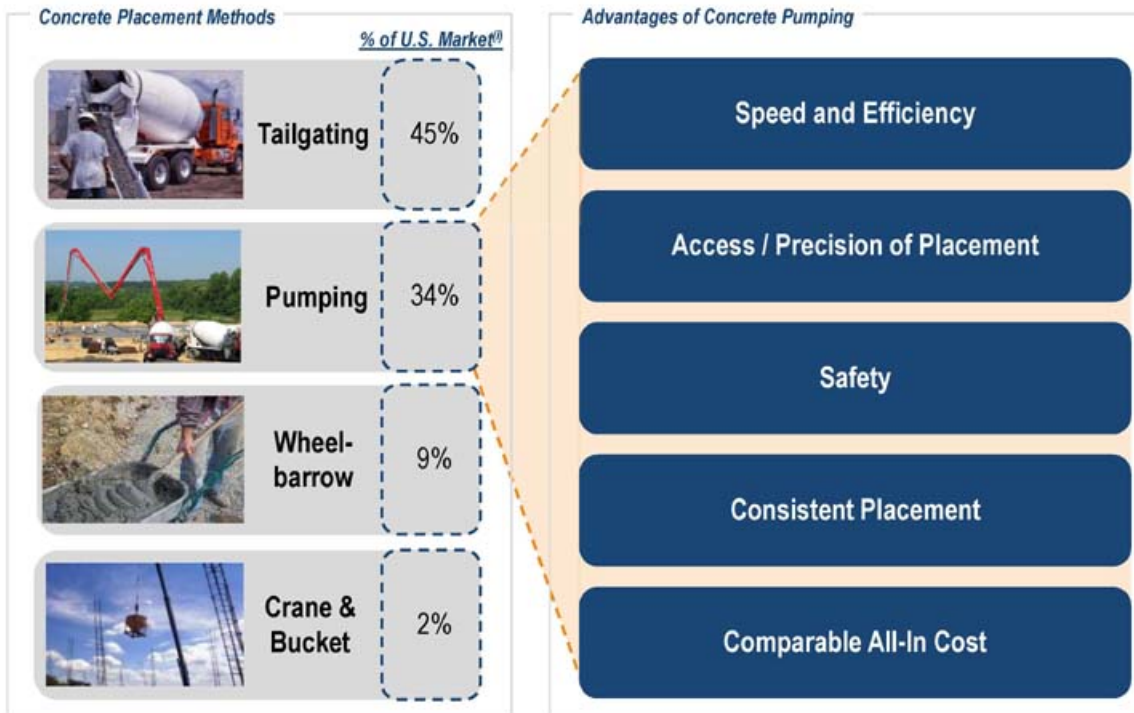 Concrete Placement Methods
% of U.S. Market(i)
Tailgating
45%
Pumping
34%
Wheel-
barrow
9%
Crane &
Bucket
2%
Advantages of Concrete Pumping
Speed and Efficiency
Access / Precision of Placement
Safety
Consistent Placement
Comparable All-In Cost